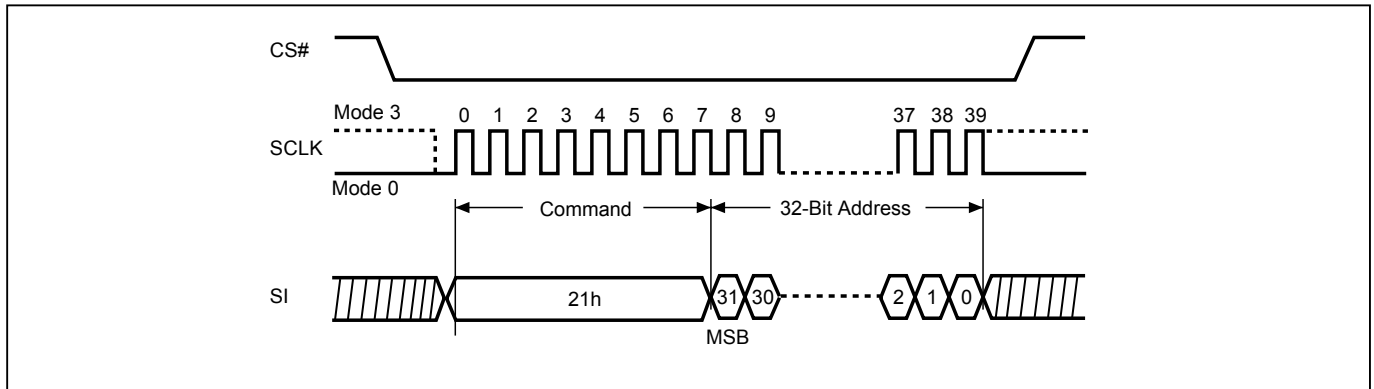 CS#
Mode 3
0 1 2 3 4 5 6 7 8 9 37 38 39
SCLK
Mode 0
Command 32-Bit Address
SI 21h 31 30 2 1 0
MSB